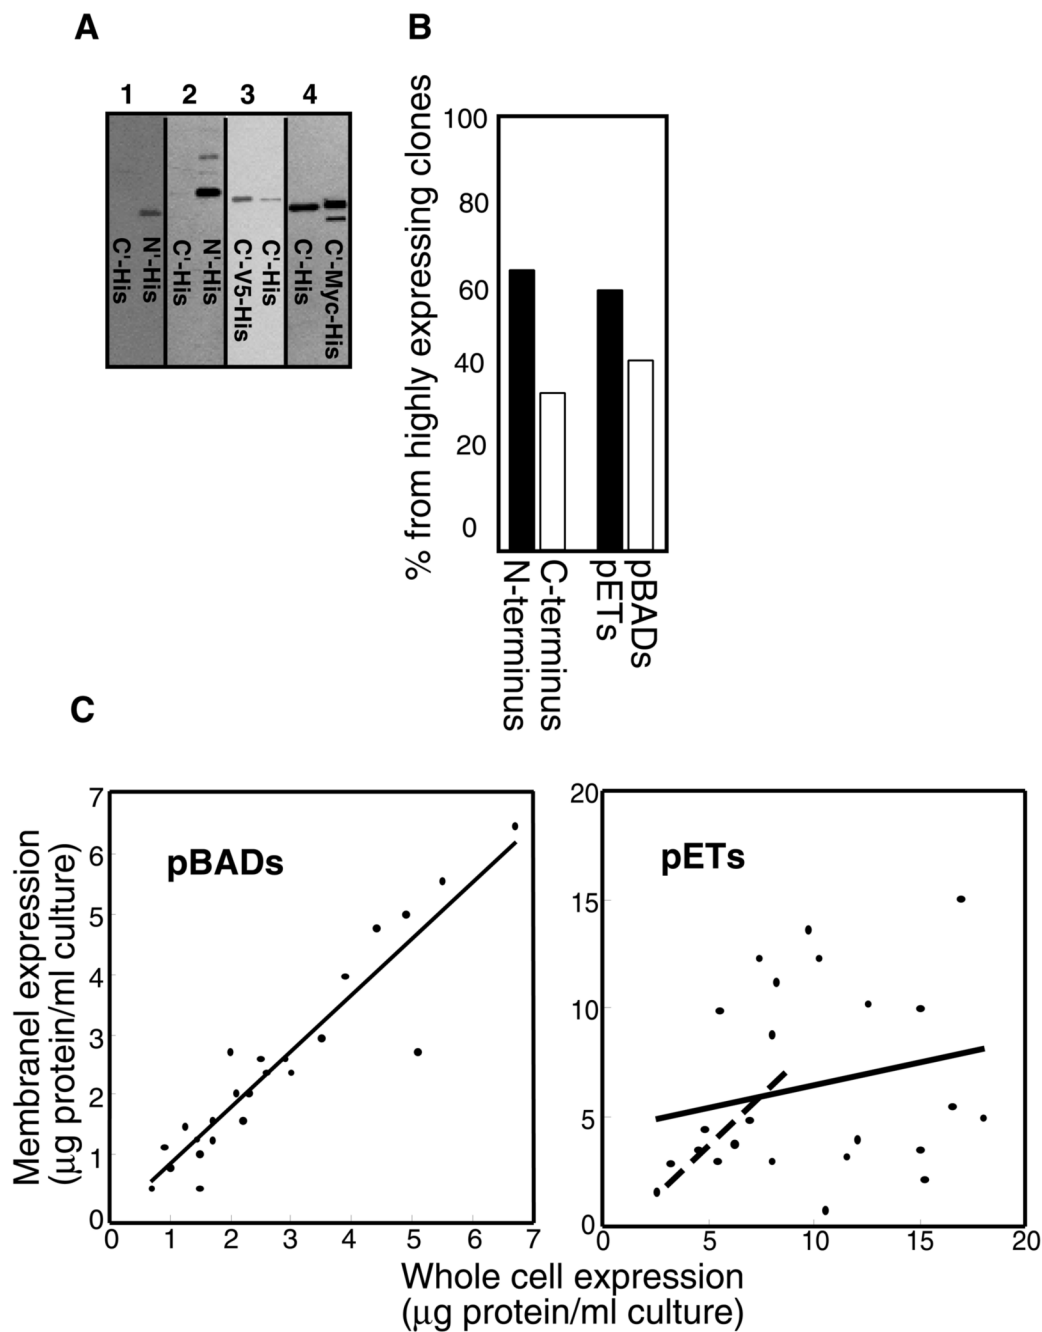 A
B
1 2 3 4
C'-His
N'-His
C'-His
N'-His
C'-V5-His
C'-His
C'-His
C'-Myc-His
% from highly expressing clones
100
80
60
40
20
0
N-terminus
C-terminus
pETs
pBADs
C
Membranel expression
(µg protein/ml culture)
7
6
5
4
3
2
1
0
pBADs
0 1 2 3 4 5 6 7
20
15
10
5
0
pETs
0 5 10 15 20
Whole cell expression
(µg protein/ml culture)